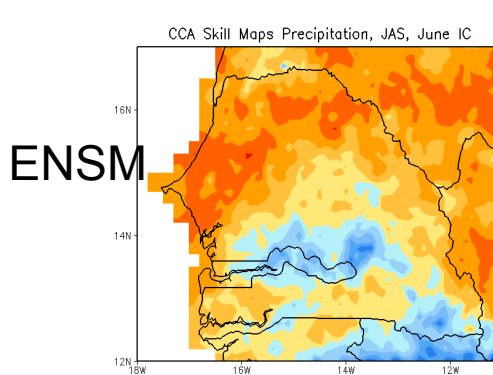 CCA Skill Maps Precipitation, JAS, June IC
16N
ENSM
14N
12N
18W 16W 14W 12W